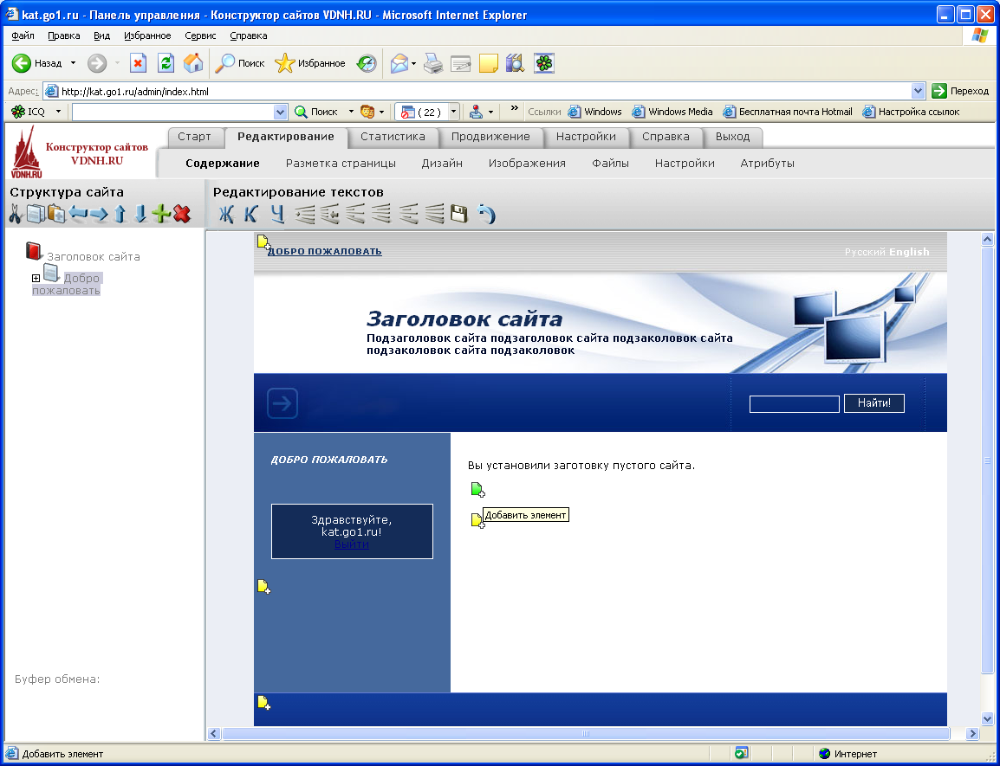 kat.go1.ru - Панель управления - Конструктор сайтов VDNH.RU - Microsoft Internet Explorer
Файл Правка Вид Избранное Сервис Справка
Назад Поиск Избранное
Адрес: http://kat.go1.ru/admin/index.html Переход
ICQ Поиск ( 22 ) » Ссылки Windows Windows Media Бесплатная почта Hotmail Настройка ссылок
Конструктор сайтов
VDNH.RU
VDNH.RU
Старт Редактирование Статистика Продвижение Настройки Справка Выход
Содержание Разметка страницы Дизайн Изображения Файлы Настройки Атрибуты
Структура сайта
Редактирование текстов
Ж К Ч
Заголовок сайта
Добро
пожаловать
Буфер обмена:
ДОБРО ПОЖАЛОВАТЬ
Русский English
Заголовок сайта
Подзаголовок сайта подзаголовок сайта подзаколовок сайта
подзаколовок сайта подзаколовок
Найти!
ДОБРО ПОЖАЛОВАТЬ
Здравствуйте,
kat.go1.ru!
Выйти
Вы установили заготовку пустого сайта.
Добавить элемент
Добавить элемент
Интернет